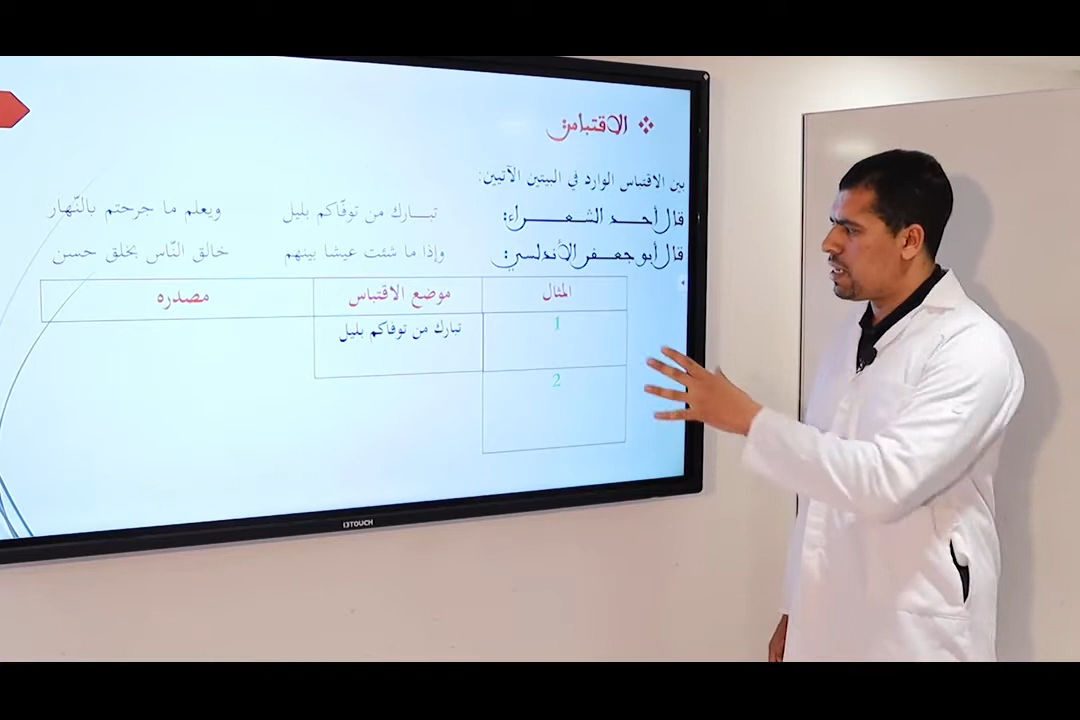 ❖ الاقتباس
بين الاقتباس الوارد في البيتين الآتيين:
قال أحد الشعراء: تبارك من توفّاكم بليل ويعلم ما جرحتم بالنّهار
قال أبو جعفر الأندلسي: وإذا ما شئت عيشا بينهم خالق النّاس بخلق حسن
المثال موضع الاقتباس مصدره
1 تبارك من توفاكم بليل
2
i3TOUCH